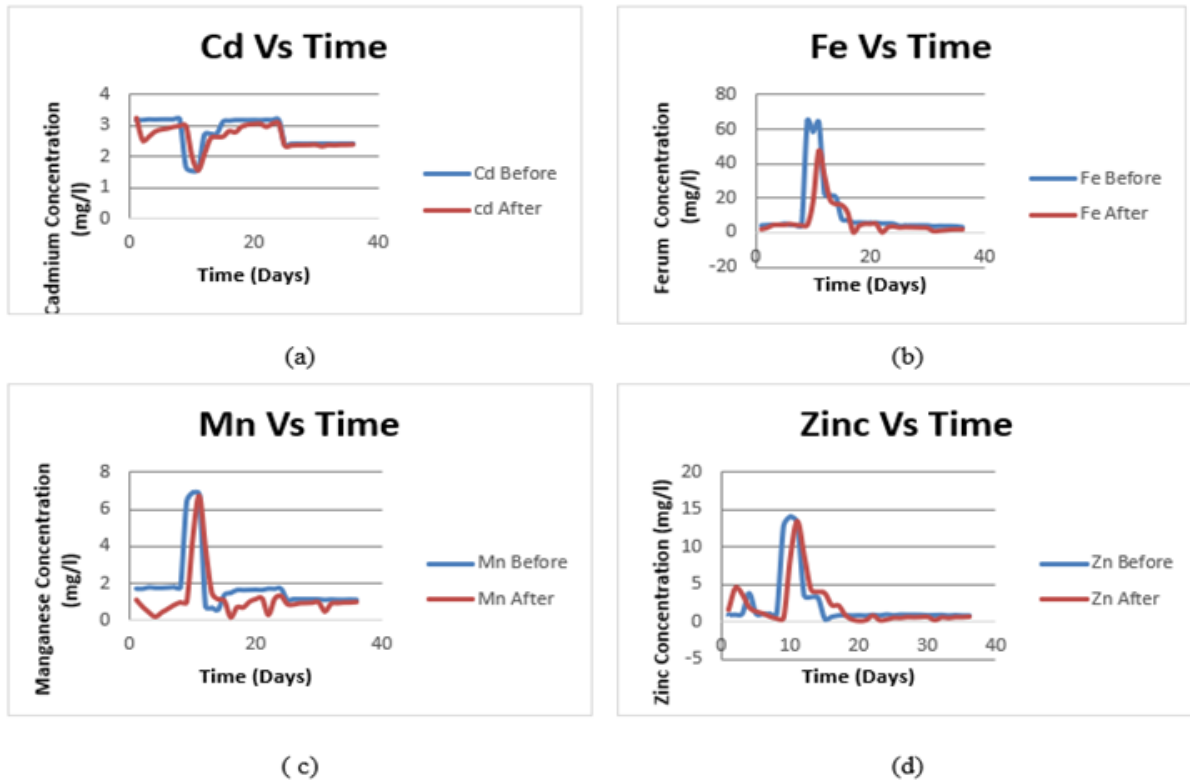 Cd Vs Time
Cadmium Concentration
(mg/l)
4
3
2
1
0
0
20
40
Time (Days)
Cd Before
cd After
(a)
Fe Vs Time
Ferum Concentration
(mg/l)
80
60
40
20
0
-20
0
20
40
Time (Days)
Fe Before
Fe After
(b)
Mn Vs Time
Manganese Concentration
(mg/l)
8
6
4
2
0
0
20
40
Time (Days)
Mn Before
Mn After
( c)
Zinc Vs Time
Zinc Concentration (mg/l)
20
15
10
5
0
-5
0
10
20
30
40
Time (Days)
Zn Before
Zn After
(d)